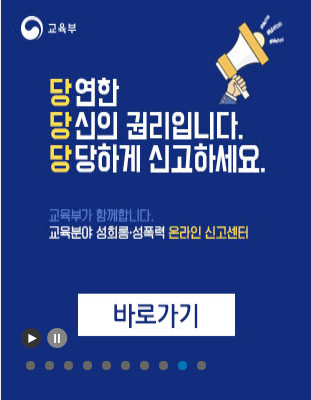 교육부
당연한
당신의 권리입니다.
당당하게 신고하세요.
교육부가 함께합니다.
교육분야 성희롱·성폭력 온라인 신고센터
바로가기